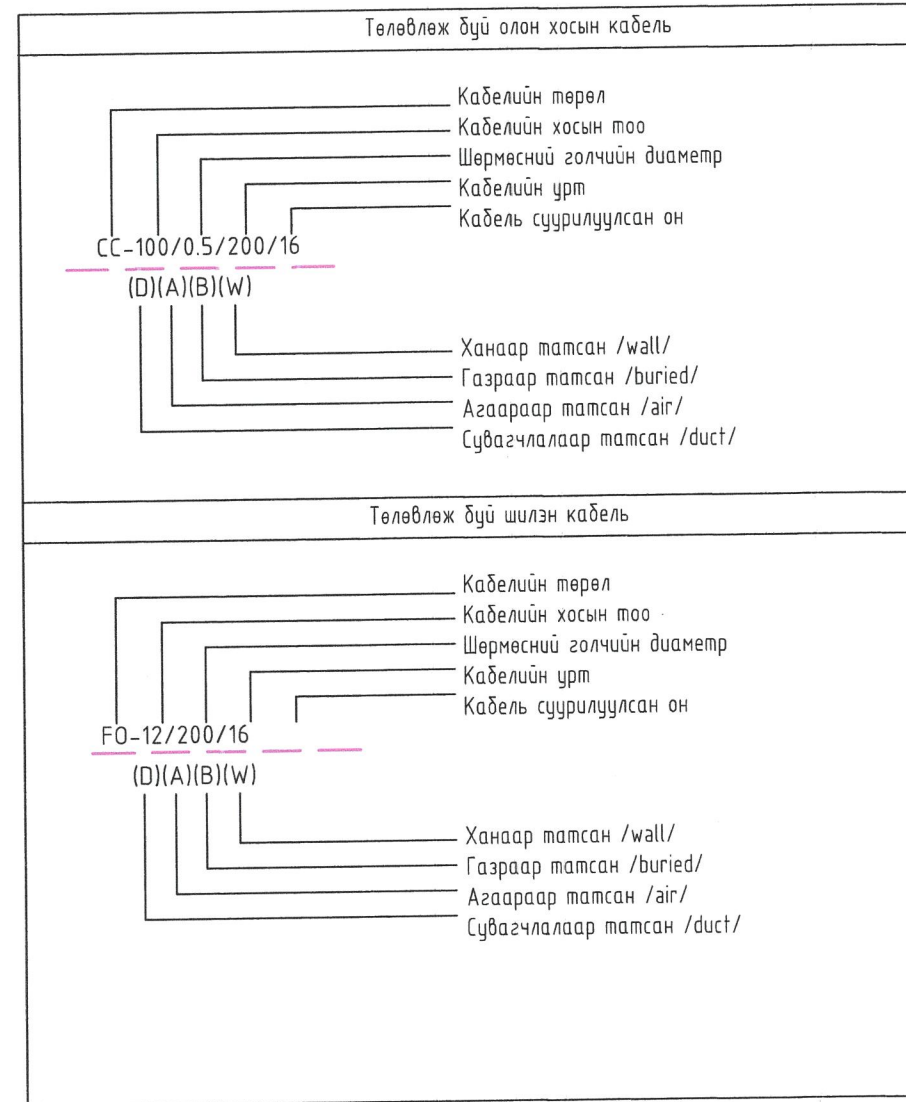 Төлөвлөж буй олон хосын кабель
Кабелийн төрөл
Кабелийн хосын тоо
Шөрмөсний голчийн диаметр
Кабелийн урт
Кабель суурилуулсан он
CC-100/0.5/200/16
(D)(A)(B)(W)
Ханаар татсан /wall/
Газраар татсан /buried/
Агаараар татсан /air/
Сувагчлалаар татсан /duct/
Төлөвлөж буй шилэн кабель
Кабелийн төрөл
Кабелийн хосын тоо
Шөрмөсний голчийн диаметр
Кабелийн урт
Кабель суурилуулсан он
FO-12/200/16
(D)(A)(B)(W)
Ханаар татсан /wall/
Газраар татсан /buried/
Агаараар татсан /air/
Сувагчлалаар татсан /duct/